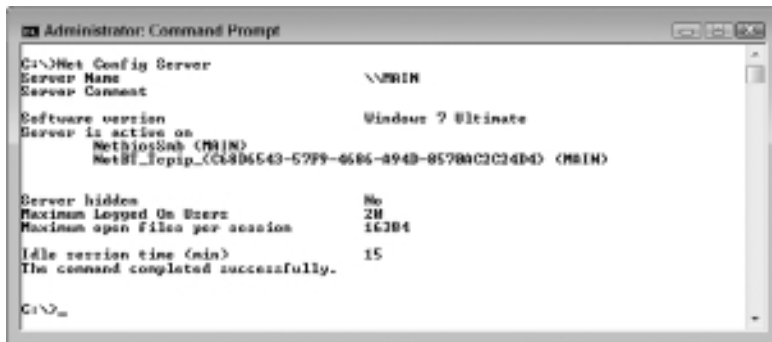 Administrator: Command Prompt
C:\>Net Config Server
Server Name \\MAIN
Server Comment
Software version Windows 7 Ultimate
Server is active on
NetbiosSmb (MAIN)
NetBT_Tcpip_ (MAIN)
Server hidden No
Maximum Logged On Users 20
Maximum open files per session 16384
Idle session time (min) 15
The command completed successfully.
C:\>_